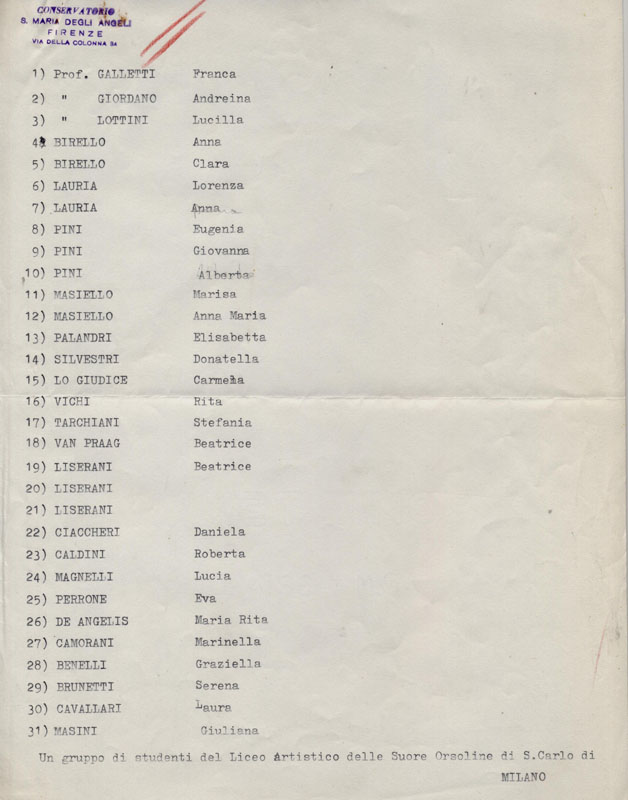 CONSERVATORIO
S. MARIA DEGLI ANGELI
FIRENZE
VIA DELLA COLONNA 34
1) Prof. GALLETTI Franca
2) " GIORDANO Andreina
3) " LOTTINI Lucilla
4) BIRELLO Anna
5) BIRELLO Clara
6) LAURIA Lorenza
7) LAURIA Anna
8) PINI Eugenia
9) PINI Giovanna
10) PINI Alberta
11) MASIELLO Marisa
12) MASIELLO Anna Maria
13) PALANDRI Elisabetta
14) SILVESTRI Donatella
15) LO GIUDICE Carmela
16) VICHI Rita
17) TARCHIANI Stefania
18) VAN PRAAG Beatrice
19) LISERANI Beatrice
20) LISERANI
21) LISERANI
22) CIACCHERI Daniela
23) CALDINI Roberta
24) MAGNELLI Lucia
25) PERRONE Eva
26) DE ANGELIS Maria Rita
27) CAMORANI Marinella
28) BENELLI Graziella
29) BRUNETTI Serena
30) CAVALLARI Laura
31) MASINI Giuliana
Un gruppo di studenti del Liceo Artistico delle Suore Orsoline di S.Carlo di
MILANO